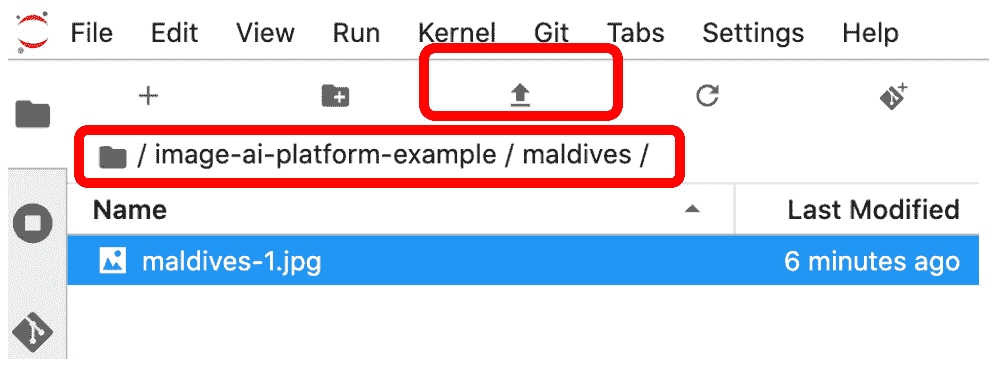 File Edit View Run Kernel Git Tabs Settings Help
/ image-ai-platform-example / maldives /
Name Last Modified
maldives-1.jpg 6 minutes ago